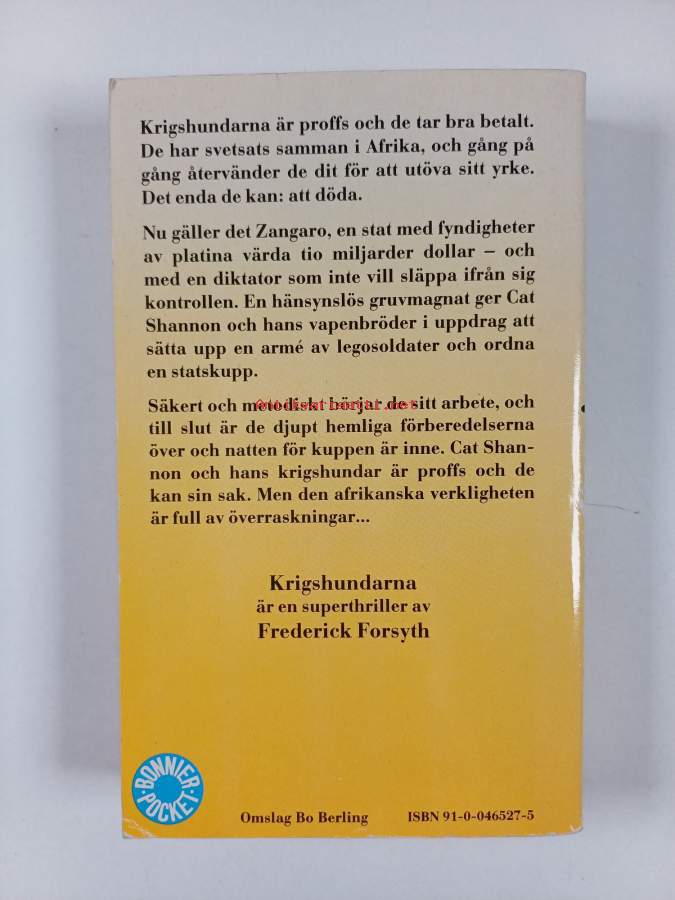 Krigshundarna är proffs och de tar bra betalt.
De har svetsats samman i Afrika, och gång på
gång återvänder de dit för att utöva sitt yrke.
Det enda de kan: att döda.
Nu gäller det Zangaro, en stat med fyndigheter
av platina värda tio miljarder dollar – och
med en diktator som inte vill släppa ifrån sig
kontrollen. En hänsynslös gruvmagnat ger Cat
Shannon och hans vapenbröder i uppdrag att
sätta upp en armé av legosoldater och ordna
en statskupp.
Säkert och metodiskt börjar de sitt arbete, och
till slut är de djupt hemliga förberedelserna
över och natten för kuppen är inne. Cat Shan-
non och hans krigshundar är proffs och de
kan sin sak. Men den afrikanska verkligheten
är full av överraskningar...
Krigshundarna
är en superthriller av
Frederick Forsyth
BONNIER
POCKET
Omslag Bo Berling ISBN 91-0-046527-5